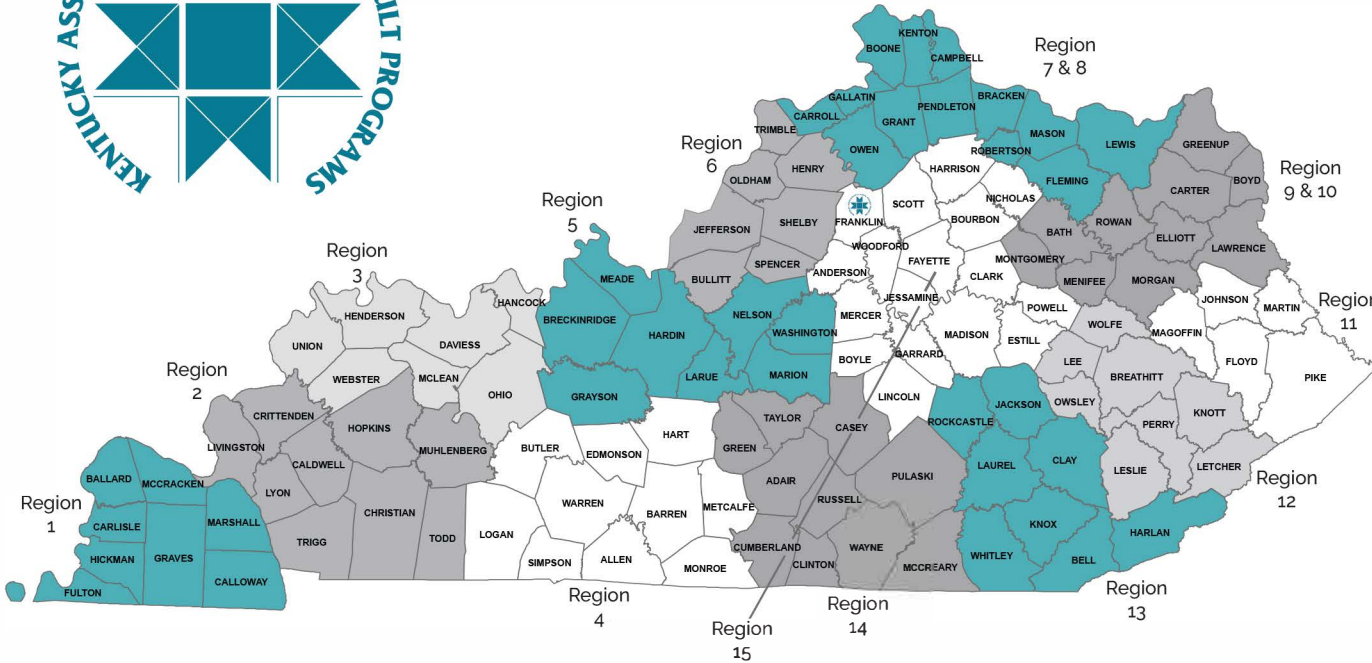 KENTUCKY ASS
ULT PROGRAMS
BOONE
KENTON
CAMPBELL
Region
7 & 8
GALLATIN
CARROLL
GRANT
PENDLETON
BRACKEN
MASON
ROBERTSON
LEWIS
FLEMING
OWEN
Region
6
TRIMBLE
HENRY
OLDHAM
SHELBY
JEFFERSON
SPENCER
BULLITT
GREENUP
Region
9 & 10
CARTER
BOYD
ROWAN
BATH
ELLIOTT
LAWRENCE
MONTGOMERY
MENIFEE
MORGAN
HARRISON
SCOTT
NICHOLAS
FRANKLIN
BOURBON
WOODFORD
FAYETTE
ANDERSON
CLARK
JESSAMINE
POWELL
MERCER
MADISON
ESTILL
BOYLE
GARRARD
LINCOLN
Region
5
MEADE
BRECKINRIDGE
HARDIN
NELSON
WASHINGTON
LARUE
MARION
GRAYSON
Region
3
HANCOCK
HENDERSON
DAVIESS
UNION
WEBSTER
MCLEAN
OHIO
Region
2
CRITTENDEN
LIVINGSTON
HOPKINS
MUHLENBERG
CALDWELL
LYON
CHRISTIAN
TRIGG
TODD
Region
1
BALLARD
MCCRACKEN
CARLISLE
MARSHALL
HICKMAN
GRAVES
CALLOWAY
FULTON
HART
BUTLER
EDMONSON
WARREN
METCALFE
BARREN
LOGAN
SIMPSON
ALLEN
MONROE
Region
4
TAYLOR
GREEN
CASEY
ADAIR
PULASKI
RUSSELL
CUMBERLAND
WAYNE
CLINTON
MCCREARY
Region
14
Region
15
JACKSON
ROCKCASTLE
LAUREL
CLAY
KNOX
WHITLEY
HARLAN
BELL
Region
13
WOLFE
LEE
BREATHITT
OWSLEY
KNOTT
PERRY
LESLIE
LETCHER
Region
12
JOHNSON
MARTIN
MAGOFFIN
FLOYD
PIKE
Region
11